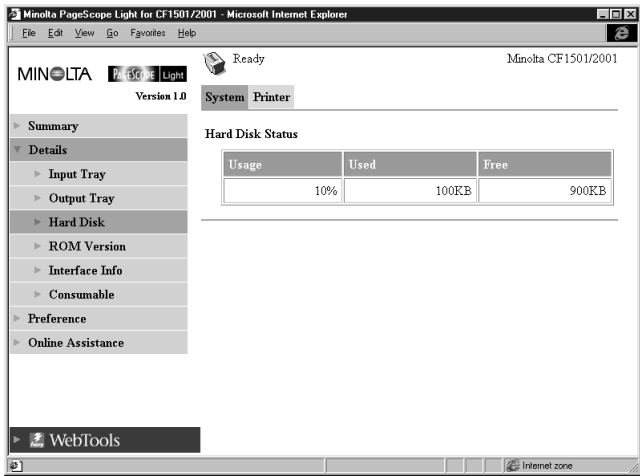 Minolta PageScope Light for CF1501/2001 - Microsoft Internet Explorer
File Edit View Go Favorites Help
MINOLTA PAGESCOPE Light
Version 1.0
Ready
Minolta CF1501/2001
System Printer
Summary
Details
Input Tray
Output Tray
Hard Disk
ROM Version
Interface Info
Consumable
Preference
Online Assistance
Hard Disk Status
Usage Used Free
10% 100KB 900KB
WebTools
Internet zone